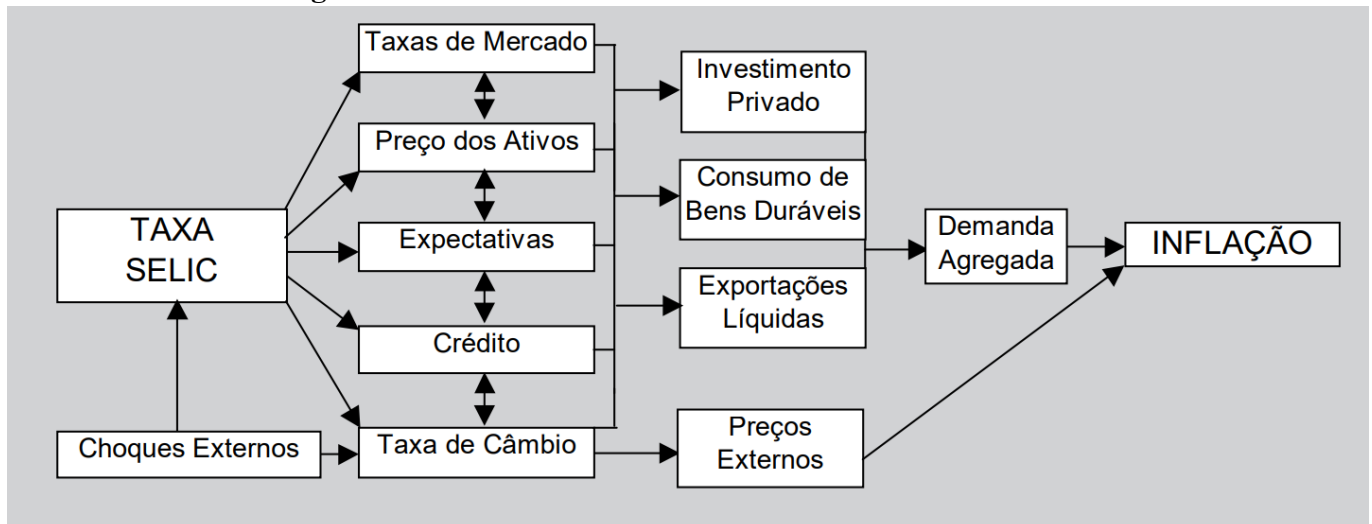 Taxas de Mercado
Preço dos Ativos
Expectativas
Crédito
Taxa de Câmbio
TAXA
SELIC
Choques Externos
Investimento
Privado
Consumo de
Bens Duráveis
Exportações
Líquidas
Preços
Externos
Demanda
Agregada
INFLAÇÃO